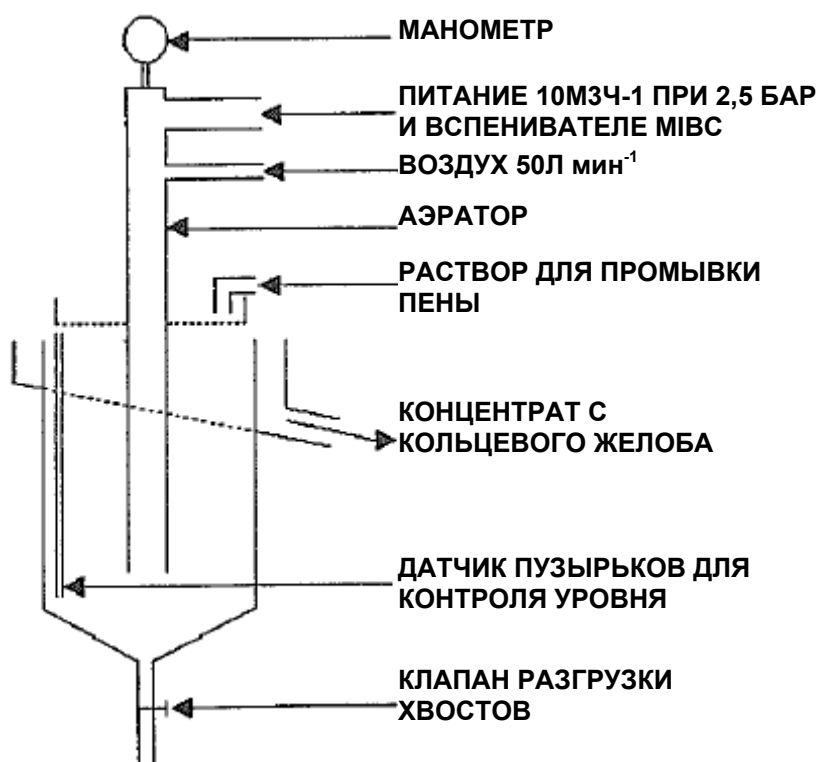 МАНОМЕТР
ПИТАНИЕ 10М3Ч-1 ПРИ 2,5 БАР
И ВСПЕНИВАТЕЛЕ MIBC
ВОЗДУХ 50Л мин⁻¹
АЭРАТОР
РАСТВОР ДЛЯ ПРОМЫВКИ
ПЕНЫ
КОНЦЕНТРАТ С
КОЛЬЦЕВОГО ЖЕЛОБА
ДАТЧИК ПУЗЫРЬКОВ ДЛЯ
КОНТРОЛЯ УРОВНЯ
КЛАПАН РАЗГРУЗКИ
ХВОСТОВ